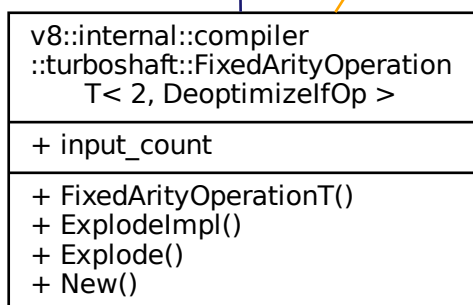 v8::internal::compiler
::turboshaft::FixedArityOperation
T< 2, DeoptimizeIfOp >
+ input_count
+ FixedArityOperationT()
+ ExplodeImpl()
+ Explode()
+ New()